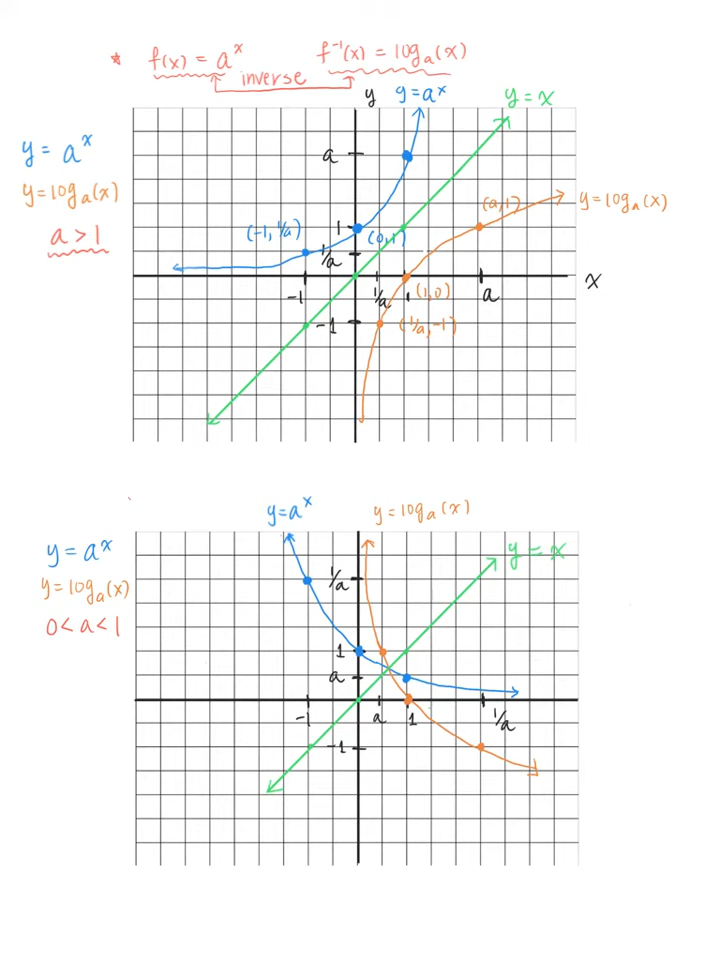 * f(x) = a^x f⁻¹(x) = log_a(x)
inverse
y y=a^x y=x
y = a^x
a
y=log_a(x)
(a,1) y=log_a(x)
a > 1
(-1, 1/a) 1 (0,1)
1/a
x
-1 1/a 1 (1,0) a
-1 (1/a,-1)
y=a^x y=log_a(x)
y = a^x
y = x
y=log_a(x)
1/a
0 < a < 1
1
a
-1 a 1 1/a
-1